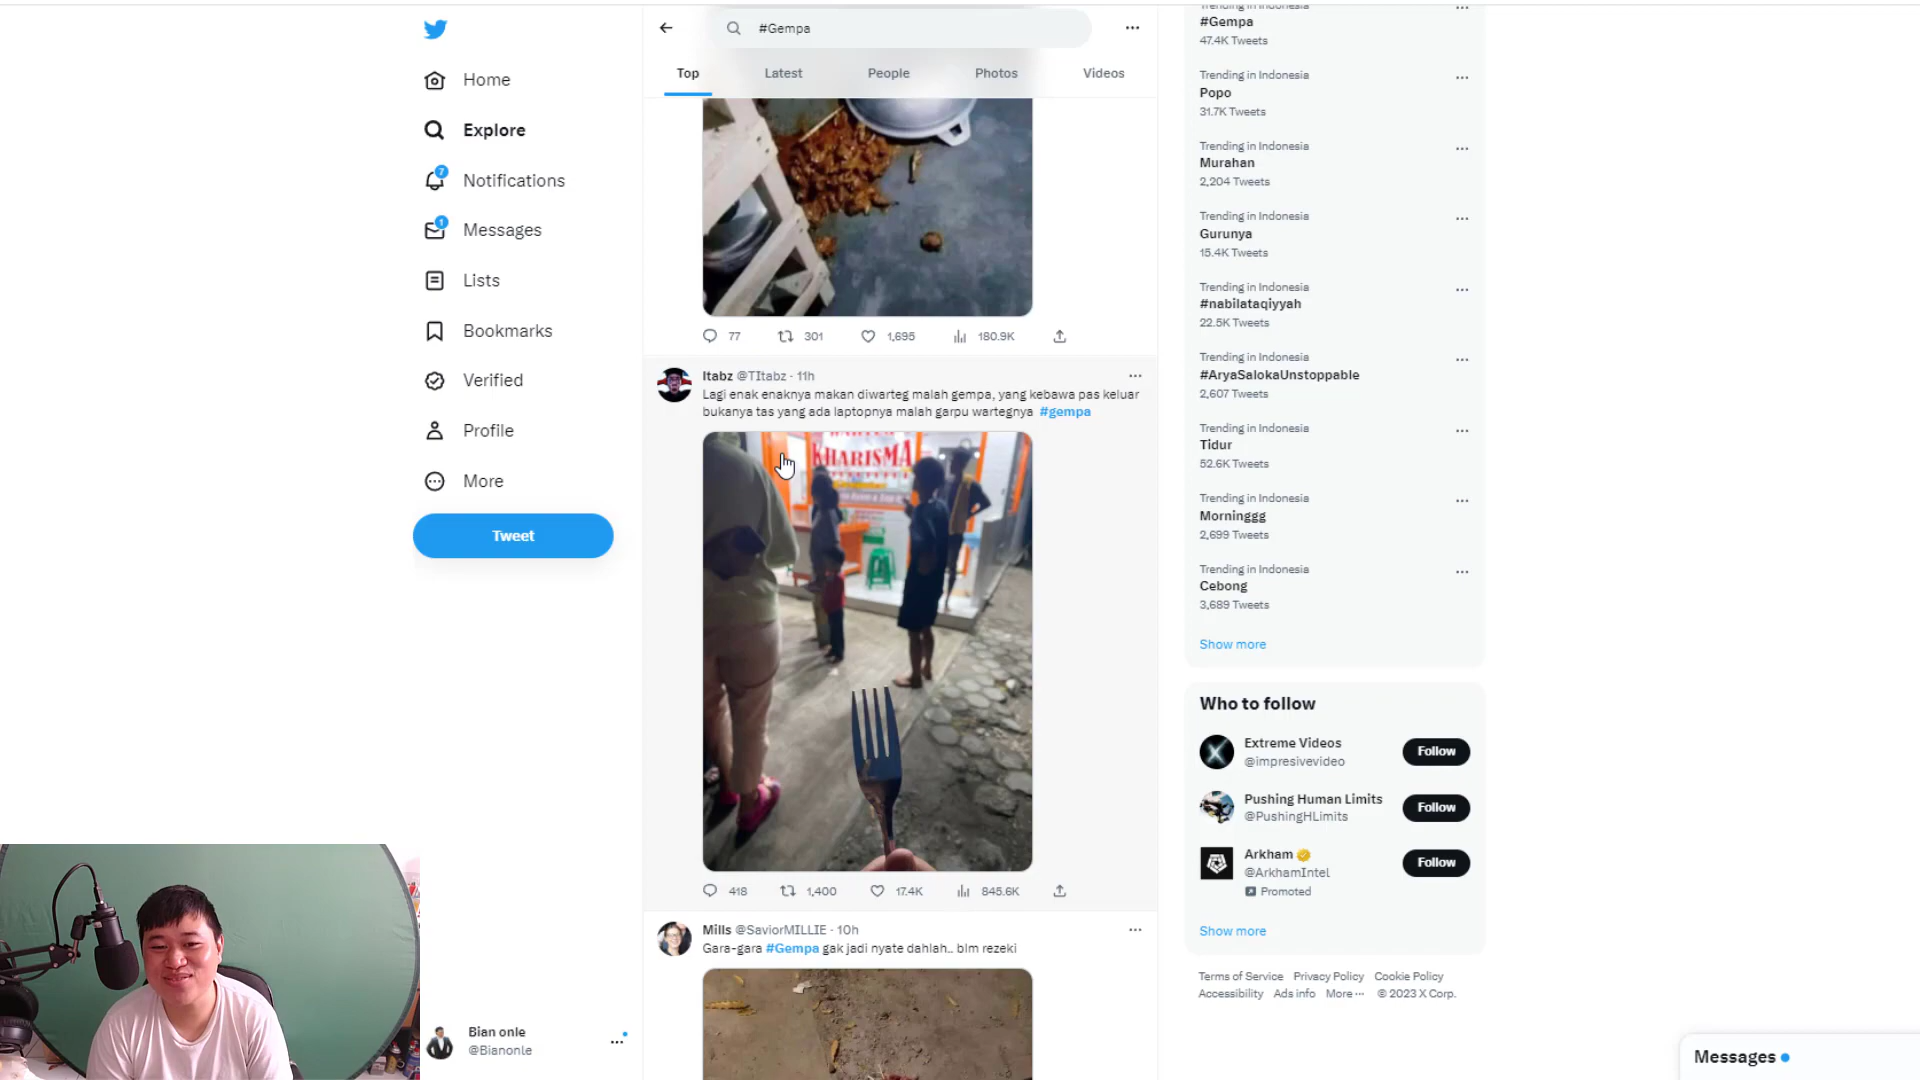 Home
Explore
7
Notifications
1
Messages
Lists
Bookmarks
Verified
Profile
More
Tweet
Bian onle
@Bianonle
#Gempa
Top
Latest
People
Photos
Videos
77
301
1,695
180.9K
Itabz @TItabz · 11h
Lagi enak enaknya makan diwarteg malah gempa, yang kebawa pas keluar
bukanya tas yang ada laptopnya malah garpu wartegnya #gempa
KHARISMA
418
1,400
17.4K
845.6K
Mills @SaviorMILLIE · 10h
Gara-gara #Gempa gak jadi nyate dahlah.. blm rezeki
Trending in Indonesia
#Gempa
47.4K Tweets
Trending in Indonesia
Popo
31.7K Tweets
Trending in Indonesia
Murahan
2,204 Tweets
Trending in Indonesia
Gurunya
15.4K Tweets
Trending in Indonesia
#nabilataqiyyah
22.5K Tweets
Trending in Indonesia
#AryaSalokaUnstoppable
2,607 Tweets
Trending in Indonesia
Tidur
52.6K Tweets
Trending in Indonesia
Morninggg
2,699 Tweets
Trending in Indonesia
Cebong
3,689 Tweets
Show more
Who to follow
Extreme Videos
@impresivevideo
Follow
Pushing Human Limits
@PushingHLimits
Follow
Arkham
@ArkhamIntel
Promoted
Follow
Show more
Terms of Service Privacy Policy Cookie Policy
Accessibility Ads info More ··· © 2023 X Corp.
Messages